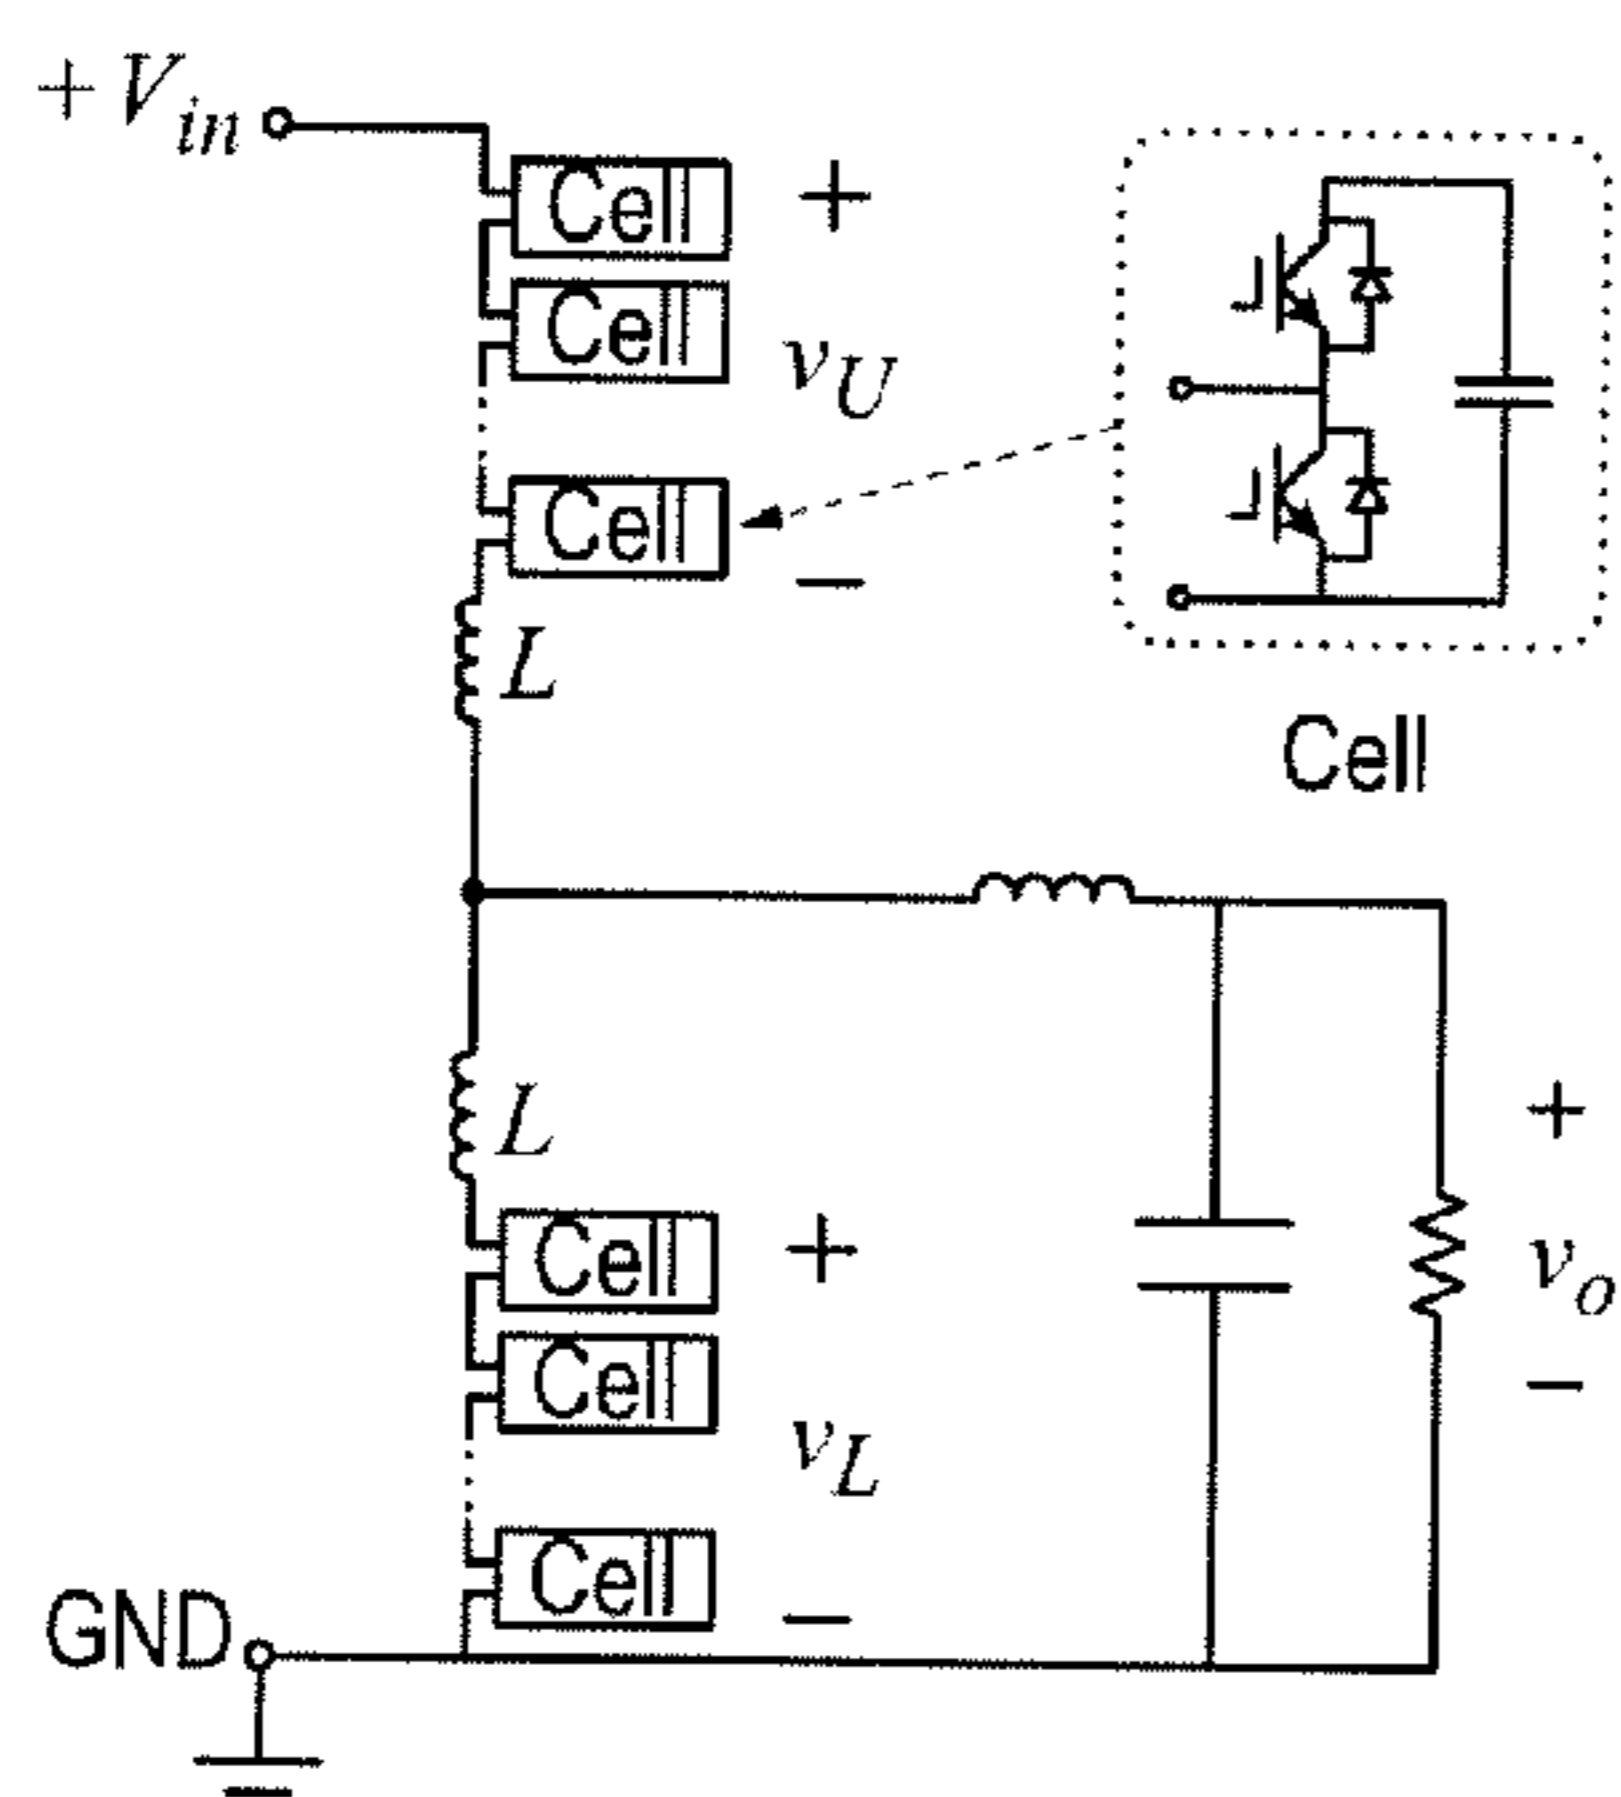 + V_in
Cell
+
Cell
v_U
Cell
−
L
Cell
L
Cell
+
Cell
v_L
Cell
−
+
v_o
−
GND